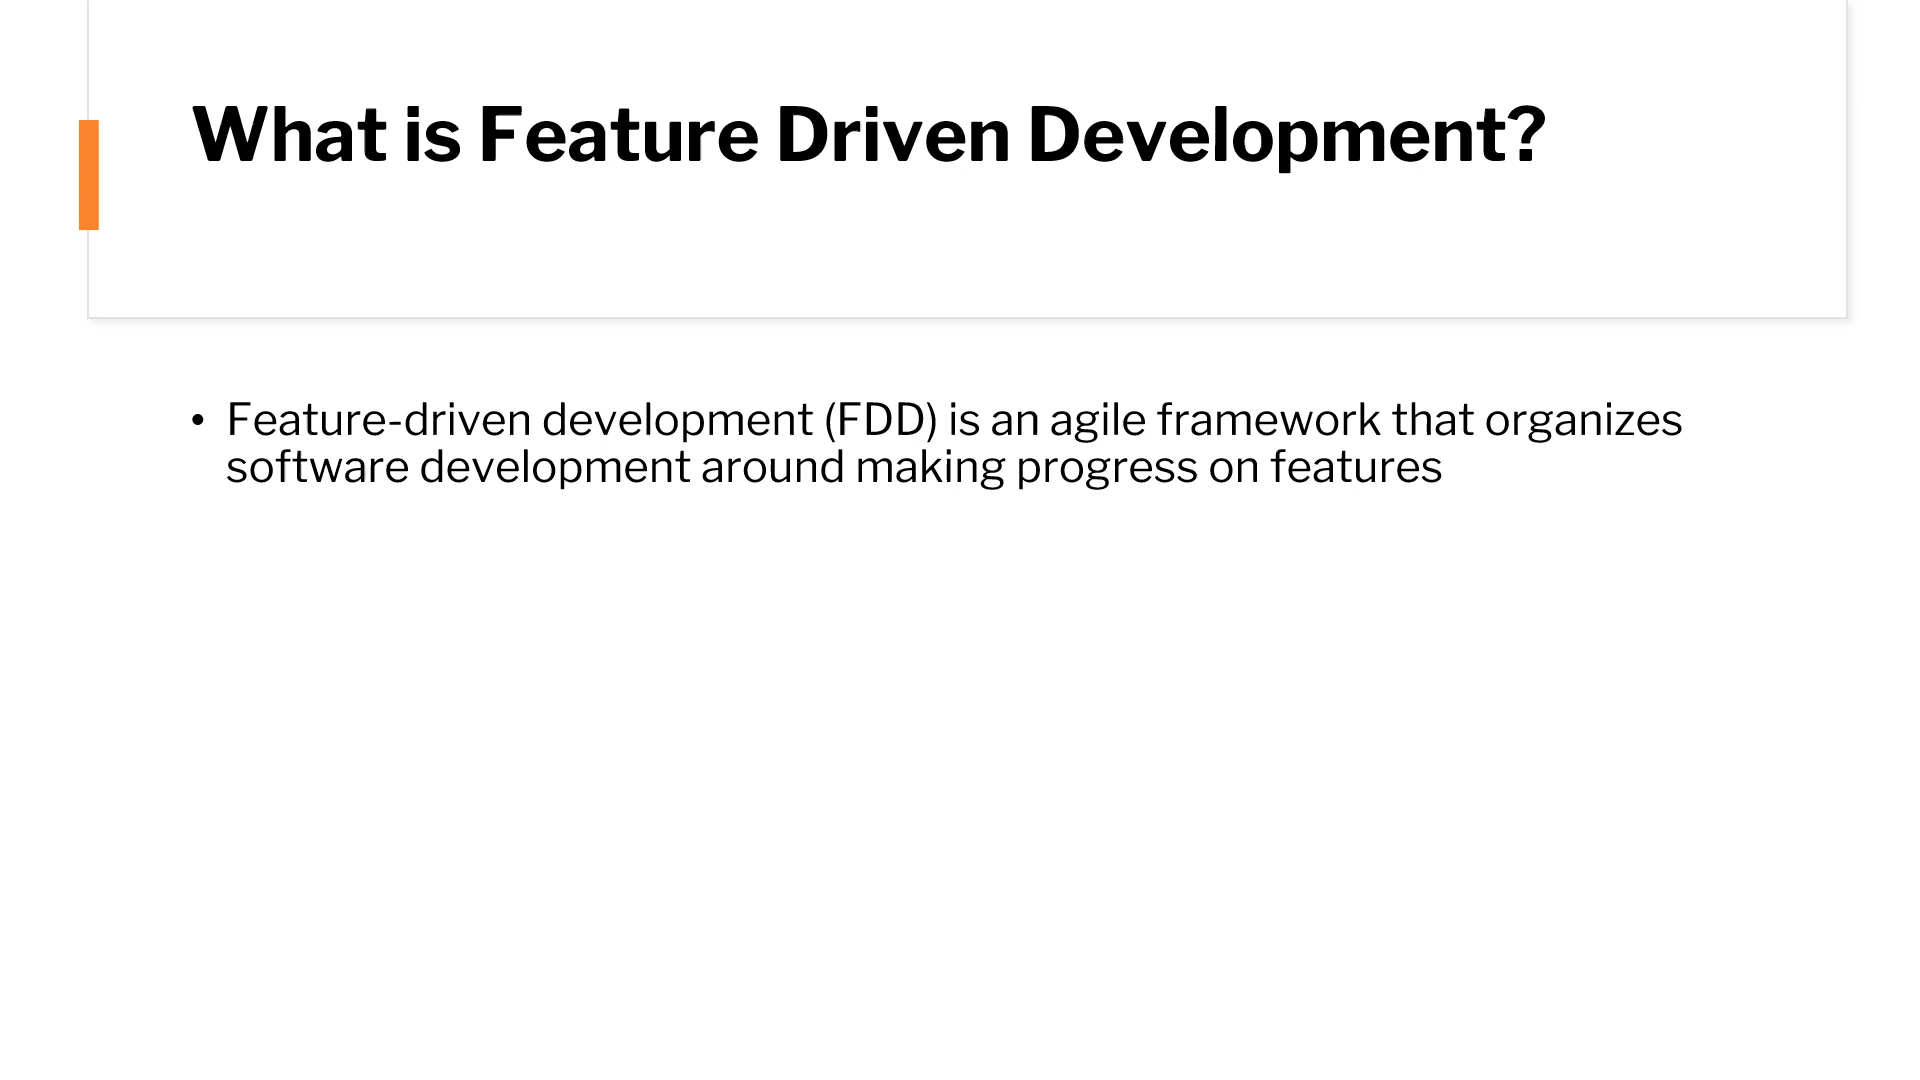 What is Feature Driven Development?
• Feature-driven development (FDD) is an agile framework that organizes
software development around making progress on features